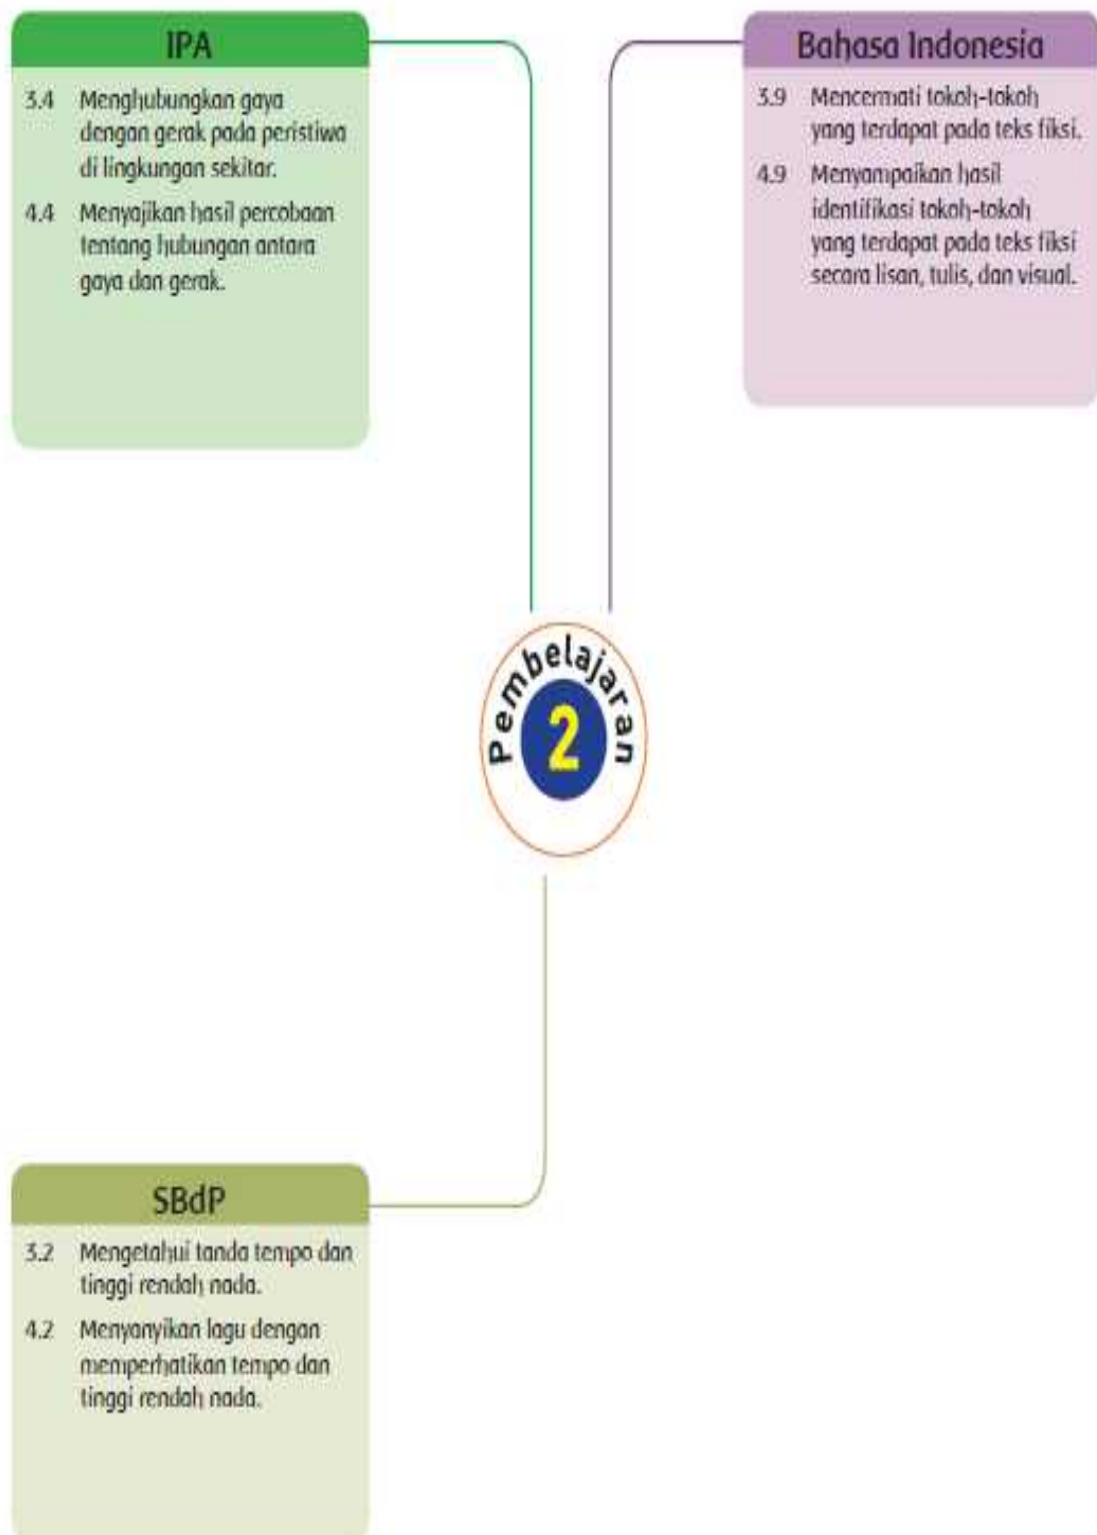 IPA
3.4 Menghubungkan gaya
dengan gerak pada peristiwa
di lingkungan sekitar.
4.4 Menyajikan hasil percobaan
tentang hubungan antara
gaya dan gerak.
Bahasa Indonesia
3.9 Mencermati tokoh-tokoh
yang terdapat pada teks fiksi.
4.9 Menyampaikan hasil
identifikasi tokoh-tokoh
yang terdapat pada teks fiksi
secara lisan, tulis, dan visual.
Pembelajaran
2
SBdP
3.2 Mengetahui tanda tempo dan
tinggi rendah nada.
4.2 Menyanyikan lagu dengan
memperhatikan tempo dan
tinggi rendah nada.